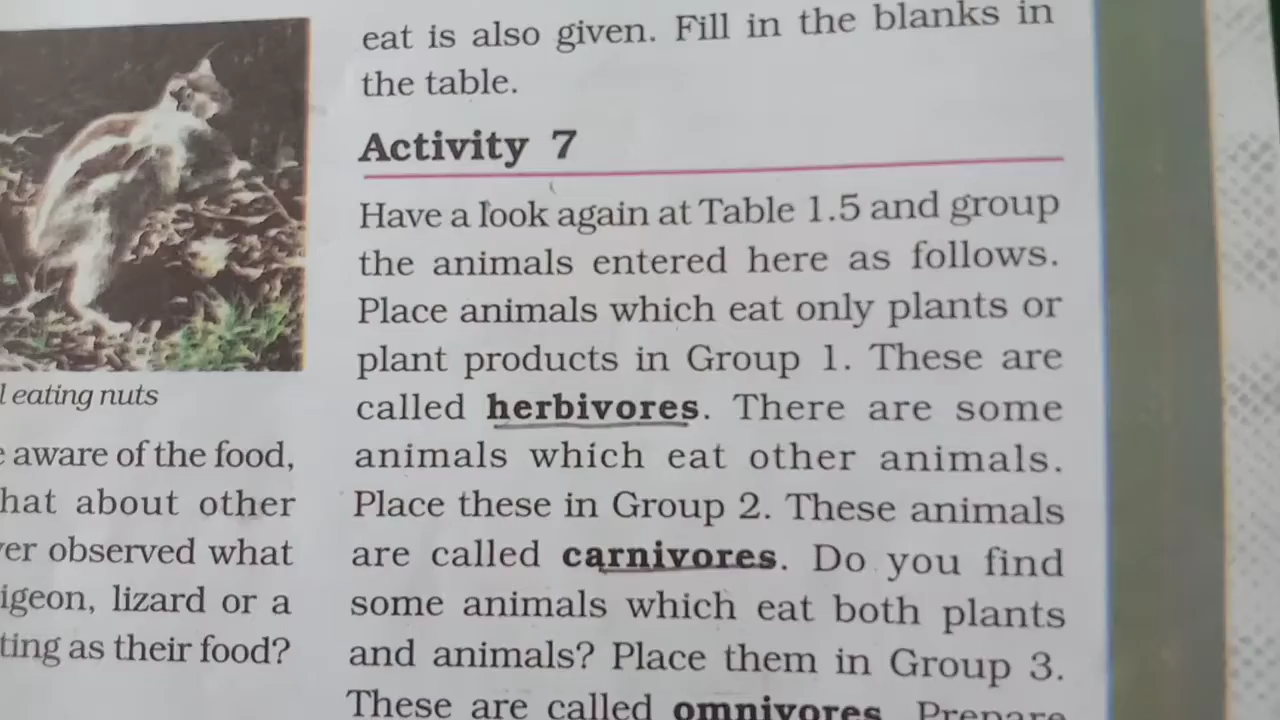 eating nuts
aware of the food,
about other
observed what
lizard or a
as their food?
eat is also given. Fill in the blanks in
the table.
Activity 7
Have a look again at Table 1.5 and group
the animals entered here as follows.
Place animals which eat only plants or
plant products in Group 1. These are
called herbivores. There are some
animals which eat other animals.
Place these in Group 2. These animals
are called carnivores. Do you find
some animals which eat both plants
and animals? Place them in Group 3.
These are called omnivores. Prepare